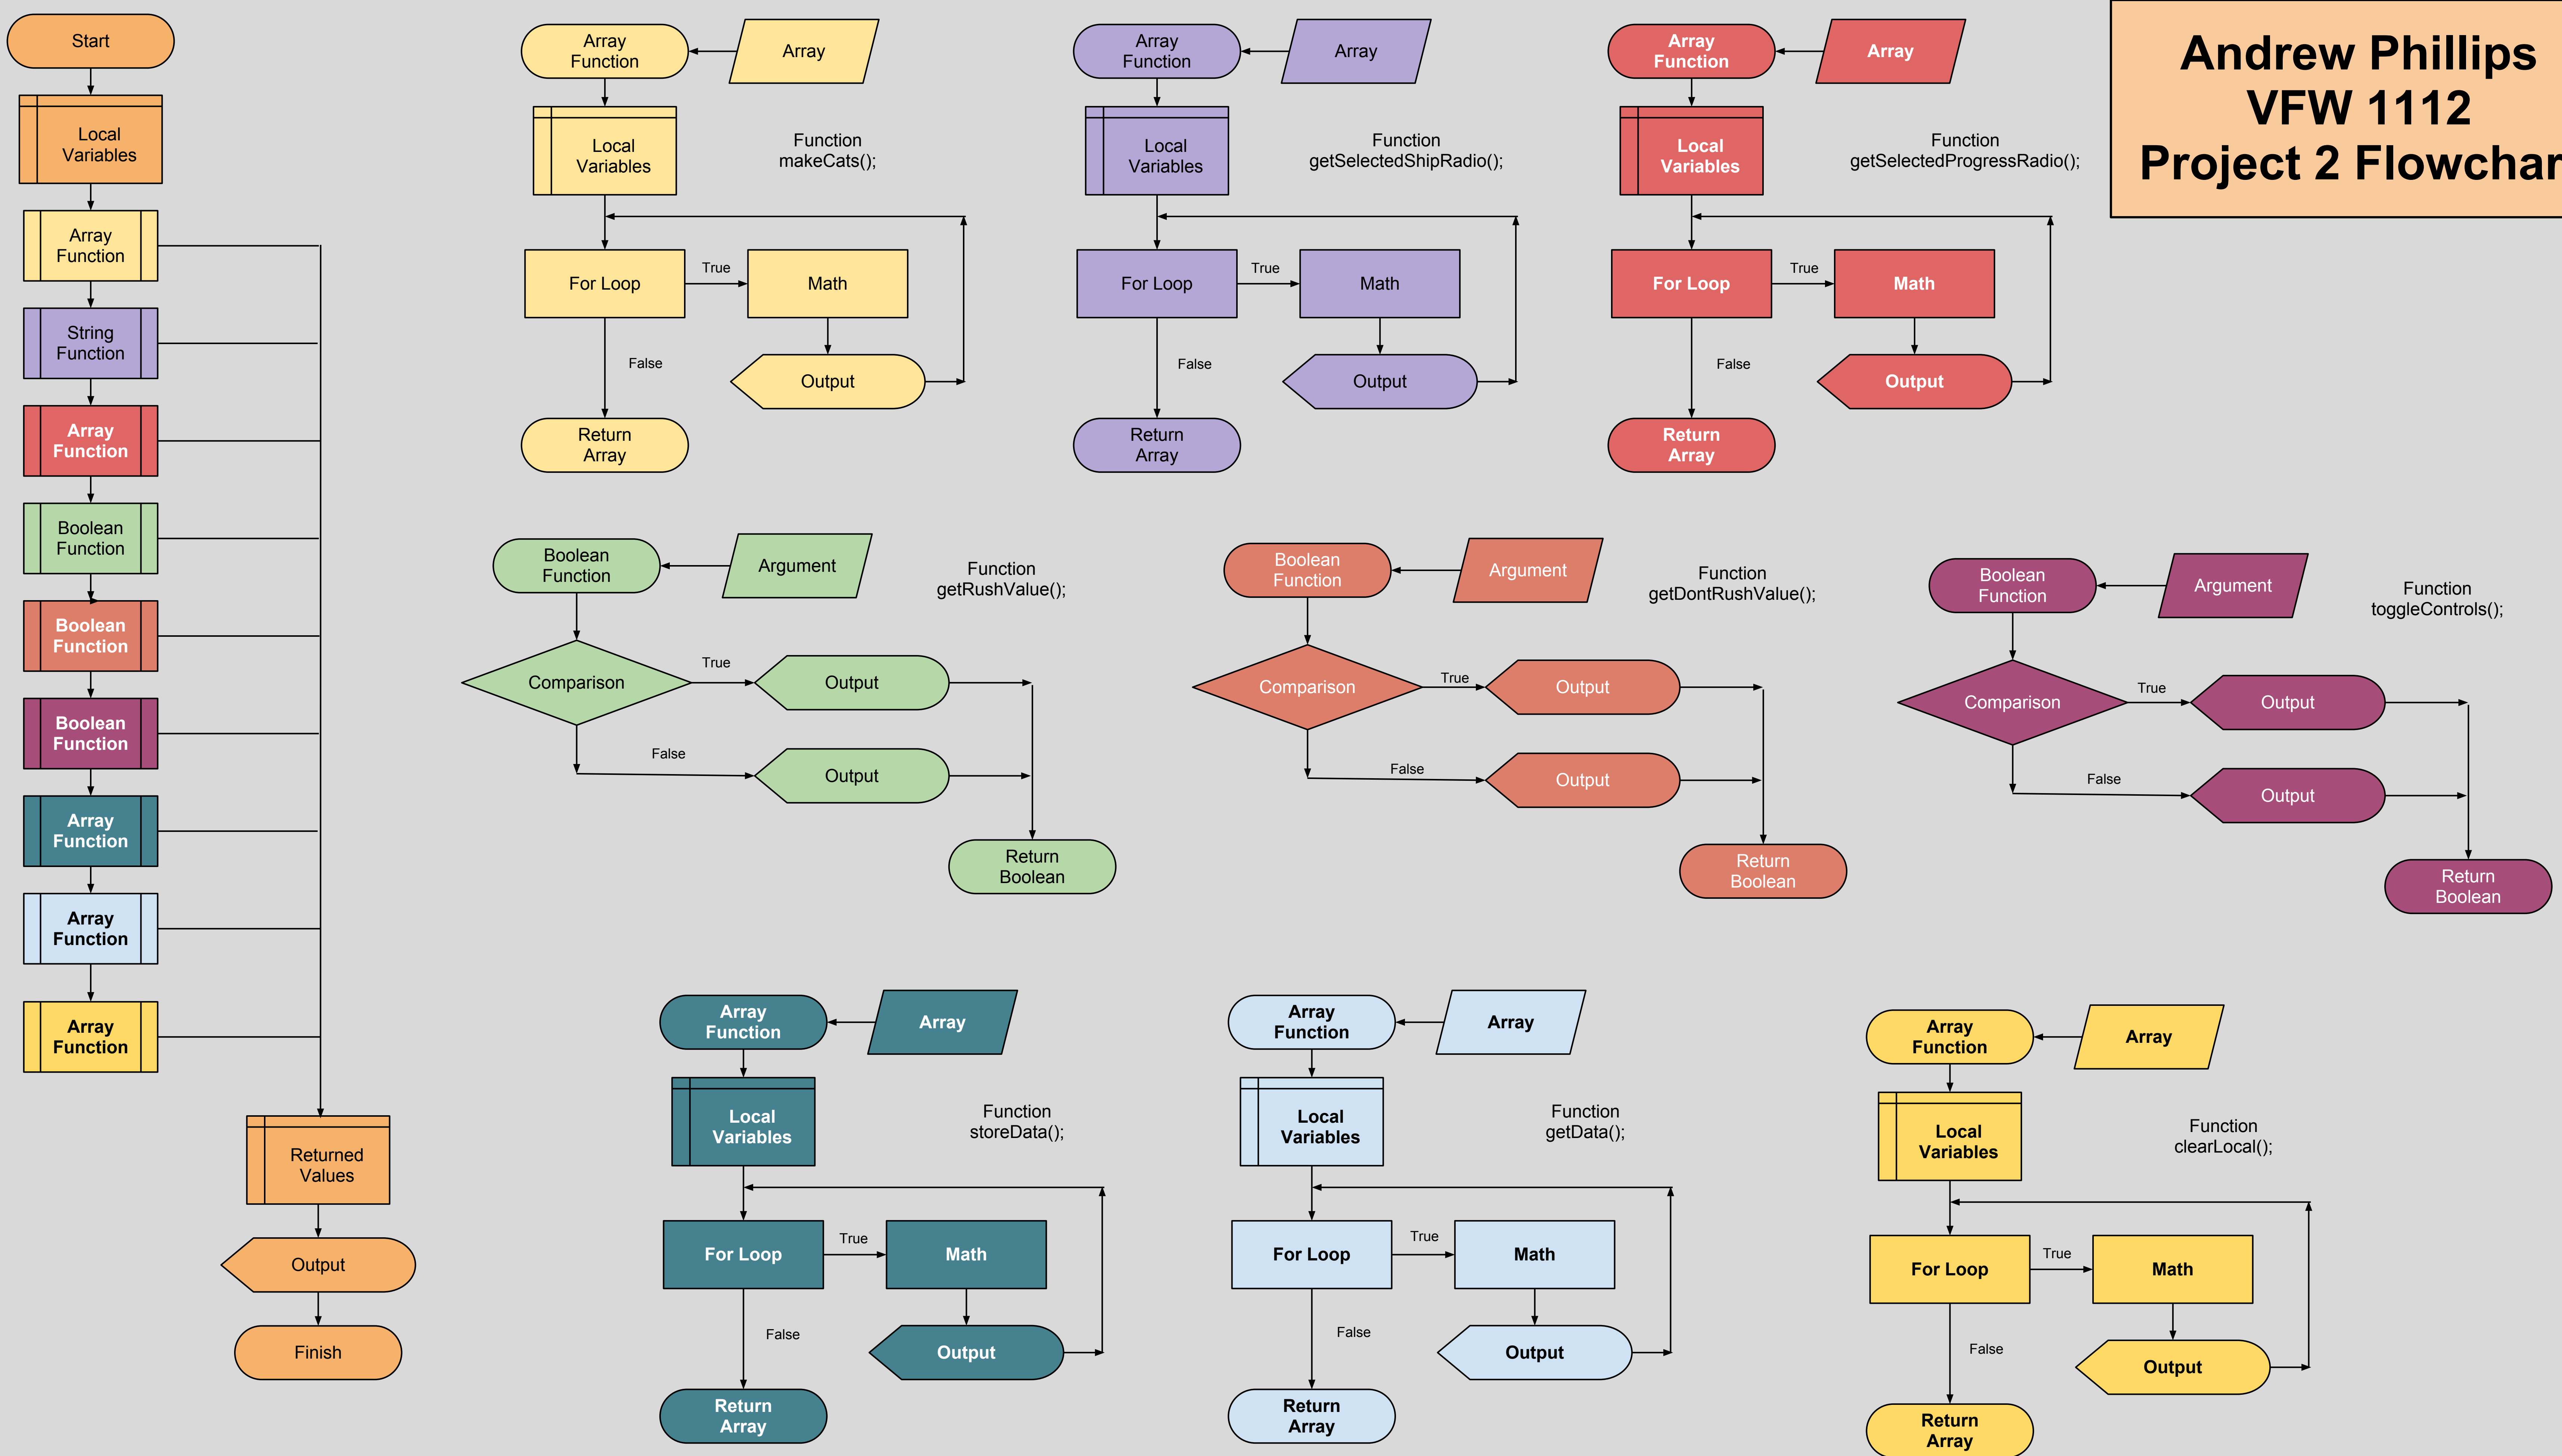 Start
Local
Variables
Array
Function
String
Function
Array
Function
Boolean
Function
Boolean
Function
Boolean
Function
Array
Function
Array
Function
Array
Function
Returned
Values
Output
Finish
Array
Function
Array
Local
Variables
Function
makeCats();
For Loop
True
Math
False
Output
Return
Array
Array
Function
Array
Local
Variables
Function
getSelectedShipRadio();
For Loop
True
Math
False
Output
Return
Array
Array
Function
Array
Local
Variables
Function
getSelectedProgressRadio();
For Loop
True
Math
False
Output
Return
Array
Andrew Phillips
VFW 1112
Project 2 Flowchar
Boolean
Function
Argument
Function
getRushValue();
Comparison
True
Output
False
Output
Return
Boolean
Boolean
Function
Argument
Function
getDontRushValue();
Comparison
True
Output
False
Output
Return
Boolean
Boolean
Function
Argument
Function
toggleControls();
Comparison
True
Output
False
Output
Return
Boolean
Array
Function
Array
Local
Variables
Function
storeData();
For Loop
True
Math
False
Output
Return
Array
Array
Function
Array
Local
Variables
Function
getData();
For Loop
True
Math
False
Output
Return
Array
Array
Function
Array
Local
Variables
Function
clearLocal();
For Loop
True
Math
False
Output
Return
Array